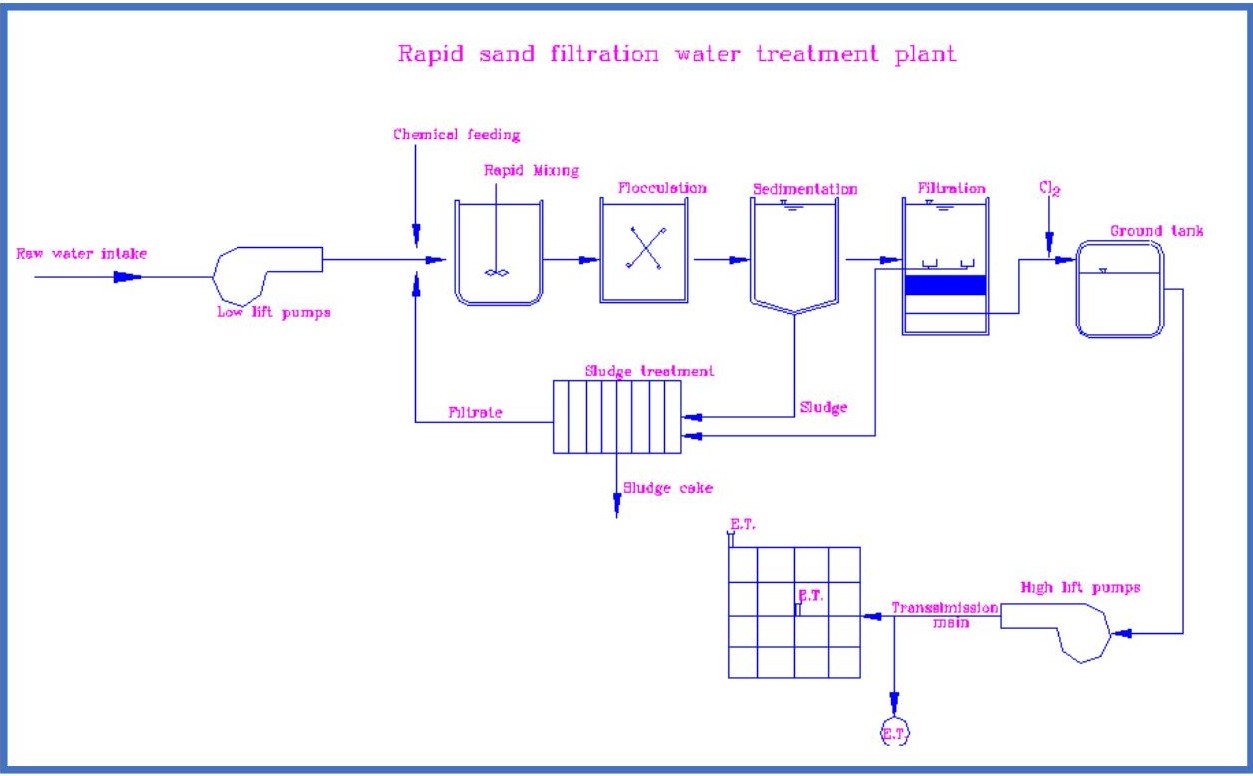 Rapid sand filtration water treatment plant
Chemical feeding
Rapid Mixing
Flocculation
Sedimentation
Filtration
Cl2
Ground tank
Raw water intake
Low lift pumps
Sludge treatment
Filtrate
Sludge
Sludge cake
E.T.
E.T.
High lift pumps
Transsimission
main
E.T.